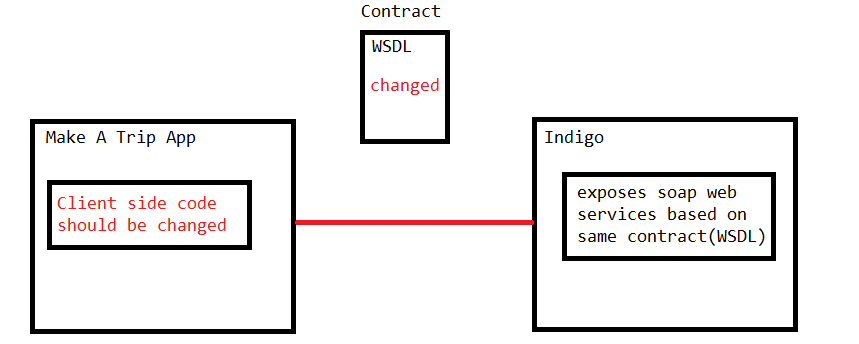 Contract
WSDL
changed
Make A Trip App
Client side code
should be changed
Indigo
exposes soap web
services based on
same contract(WSDL)